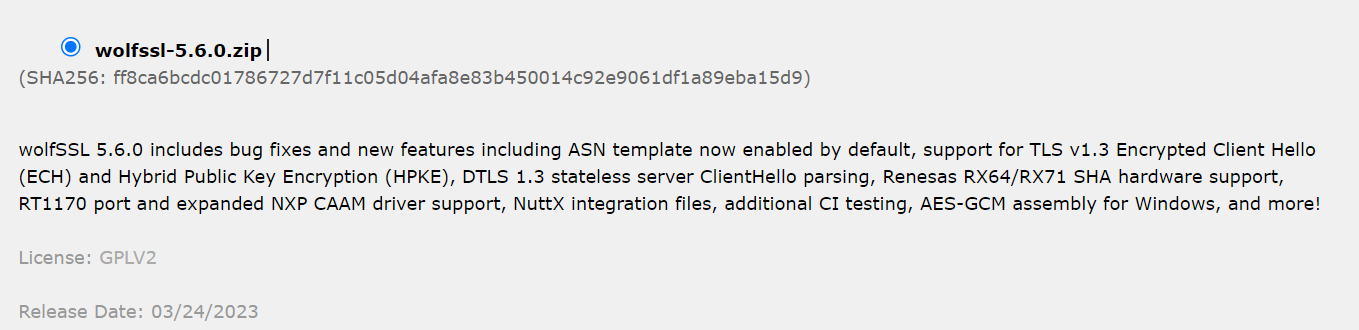 wolfssl-5.6.0.zip
(SHA256: ff8ca6bcdc01786727d7f11c05d04afa8e83b450014c92e9061df1a89eba15d9)
wolfSSL 5.6.0 includes bug fixes and new features including ASN template now enabled by default, support for TLS v1.3 Encrypted Client Hello
(ECH) and Hybrid Public Key Encryption (HPKE), DTLS 1.3 stateless server ClientHello parsing, Renesas RX64/RX71 SHA hardware support,
RT1170 port and expanded NXP CAAM driver support, NuttX integration files, additional CI testing, AES-GCM assembly for Windows, and more!
License: GPLV2
Release Date: 03/24/2023